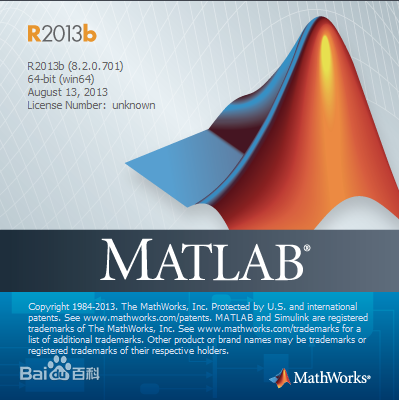 R2013b
R2013b (8.2.0.701)
64-bit (win64)
August 13, 2013
License Number: unknown
MATLAB®
Copyright 1984-2013. The MathWorks, Inc. Protected by U.S. and international
patents. See www.mathworks.com/patents. MATLAB and Simulink are registered
trademarks of The MathWorks, Inc. See www.mathworks.com/trademarks for a
list of additional trademarks. Other product or brand names may be trademarks or
registered trademarks of their respective holders.
Bai百科
MathWorks®